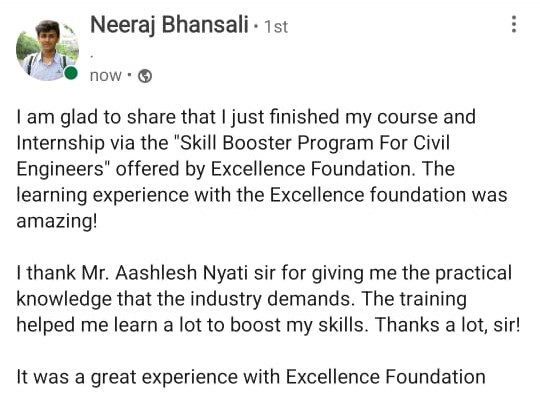 Neeraj Bhansali • 1st
.
now •
I am glad to share that I just finished my course and
Internship via the "Skill Booster Program For Civil
Engineers" offered by Excellence Foundation. The
learning experience with the Excellence foundation was
amazing!
I thank Mr. Aashlesh Nyati sir for giving me the practical
knowledge that the industry demands. The training
helped me learn a lot to boost my skills. Thanks a lot, sir!
It was a great experience with Excellence Foundation